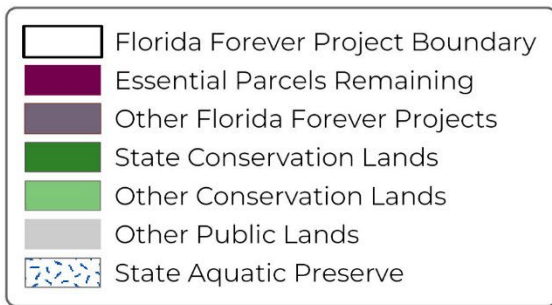 Florida Forever Project Boundary
Essential Parcels Remaining
Other Florida Forever Projects
State Conservation Lands
Other Conservation Lands
Other Public Lands
State Aquatic Preserve